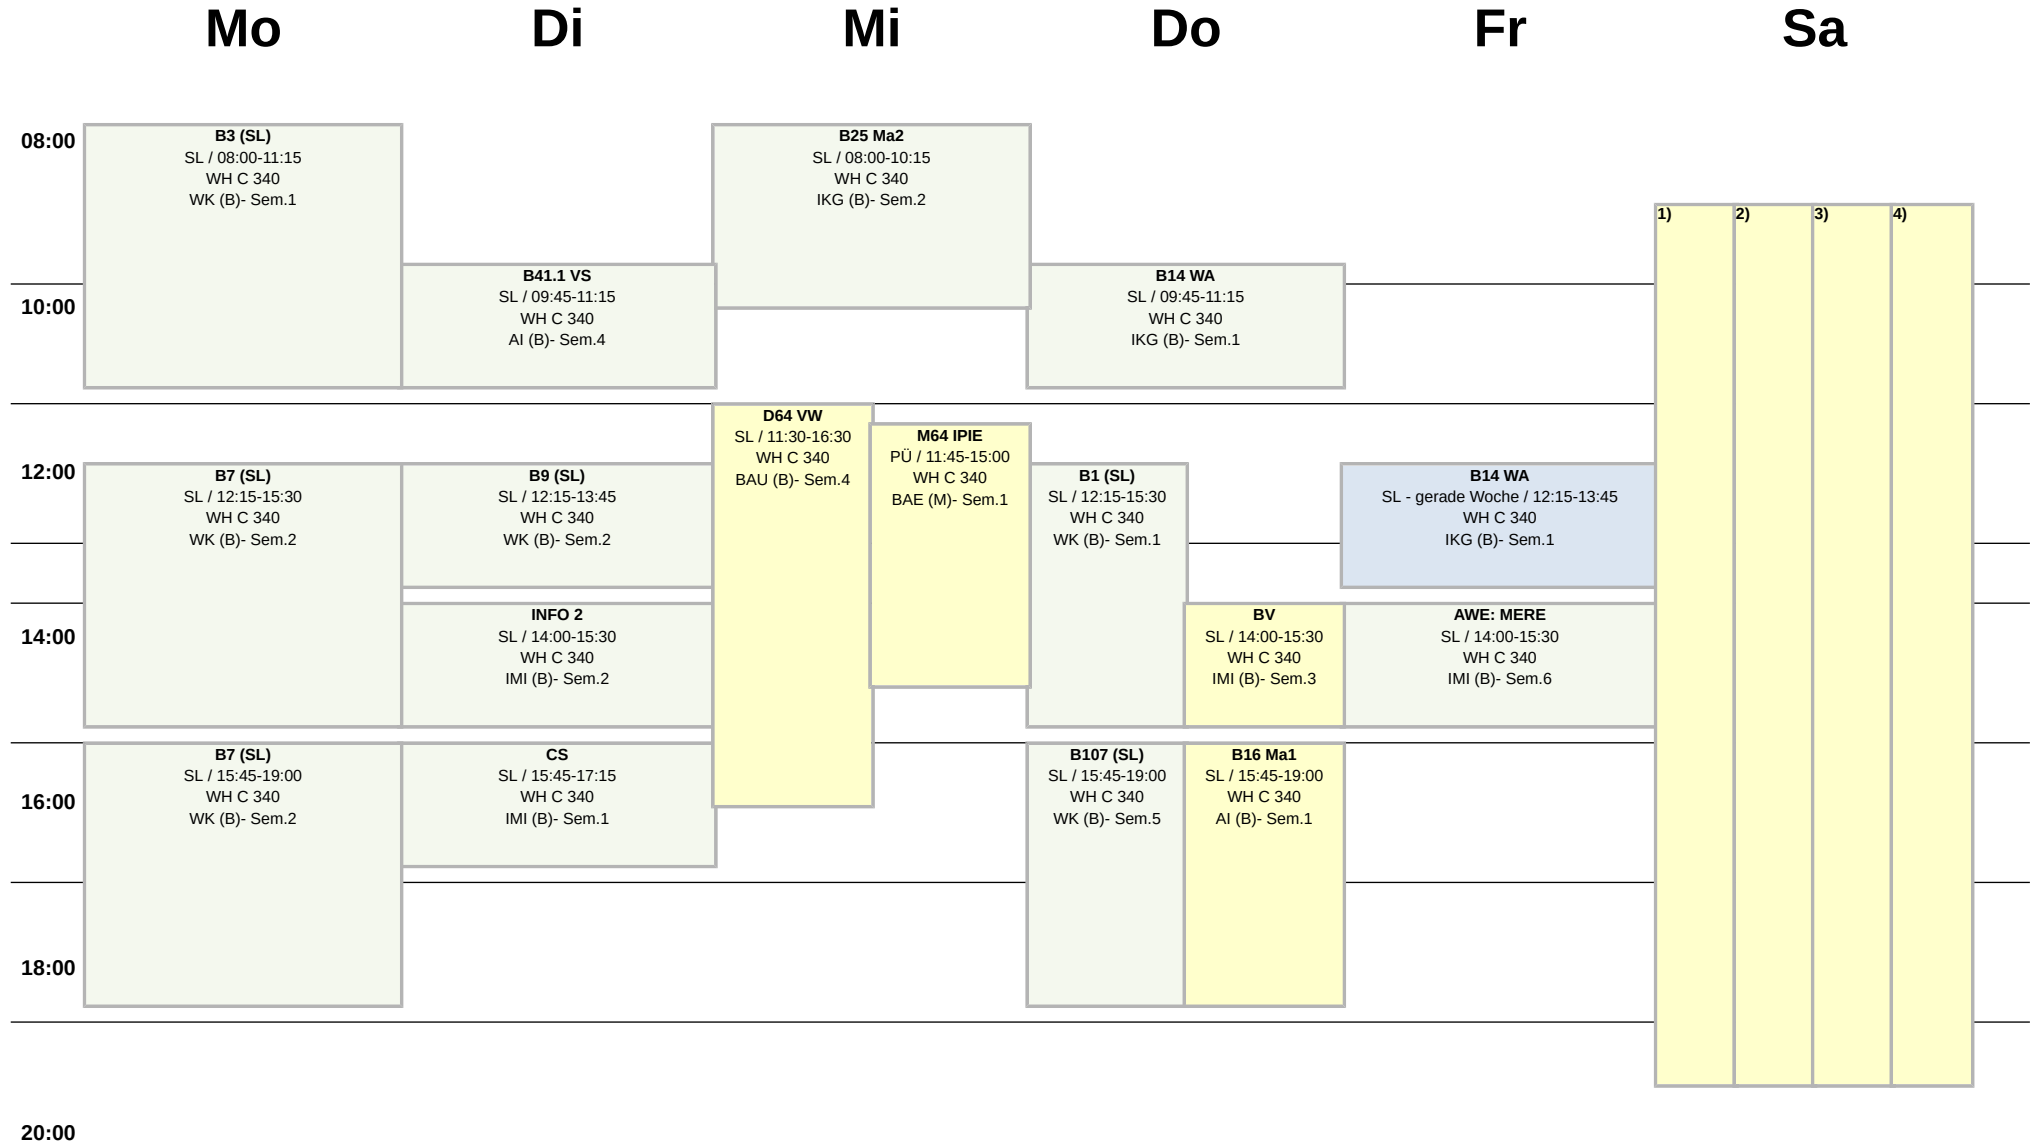 Mo
Di
Mi
Do
Fr
Sa
08:00
10:00
12:00
14:00
16:00
18:00
20:00
B3 (SL)
SL / 08:00-11:15
WH C 340
WK (B)- Sem.1
B7 (SL)
SL / 12:15-15:30
WH C 340
WK (B)- Sem.2
B7 (SL)
SL / 15:45-19:00
WH C 340
WK (B)- Sem.2
B41.1 VS
SL / 09:45-11:15
WH C 340
AI (B)- Sem.4
B9 (SL)
SL / 12:15-13:45
WH C 340
WK (B)- Sem.2
INFO 2
SL / 14:00-15:30
WH C 340
IMI (B)- Sem.2
CS
SL / 15:45-17:15
WH C 340
IMI (B)- Sem.1
B25 Ma2
SL / 08:00-10:15
WH C 340
IKG (B)- Sem.2
D64 VW
SL / 11:30-16:30
WH C 340
BAU (B)- Sem.4
M64 IPIE
PÜ / 11:45-15:00
WH C 340
BAE (M)- Sem.1
B14 WA
SL / 09:45-11:15
WH C 340
IKG (B)- Sem.1
B1 (SL)
SL / 12:15-15:30
WH C 340
WK (B)- Sem.1
BV
SL / 14:00-15:30
WH C 340
IMI (B)- Sem.3
B107 (SL)
SL / 15:45-19:00
WH C 340
WK (B)- Sem.5
B16 Ma1
SL / 15:45-19:00
WH C 340
AI (B)- Sem.1
B14 WA
SL - gerade Woche / 12:15-13:45
WH C 340
IKG (B)- Sem.1
AWE: MERE
SL / 14:00-15:30
WH C 340
IMI (B)- Sem.6
1)
2)
3)
4)